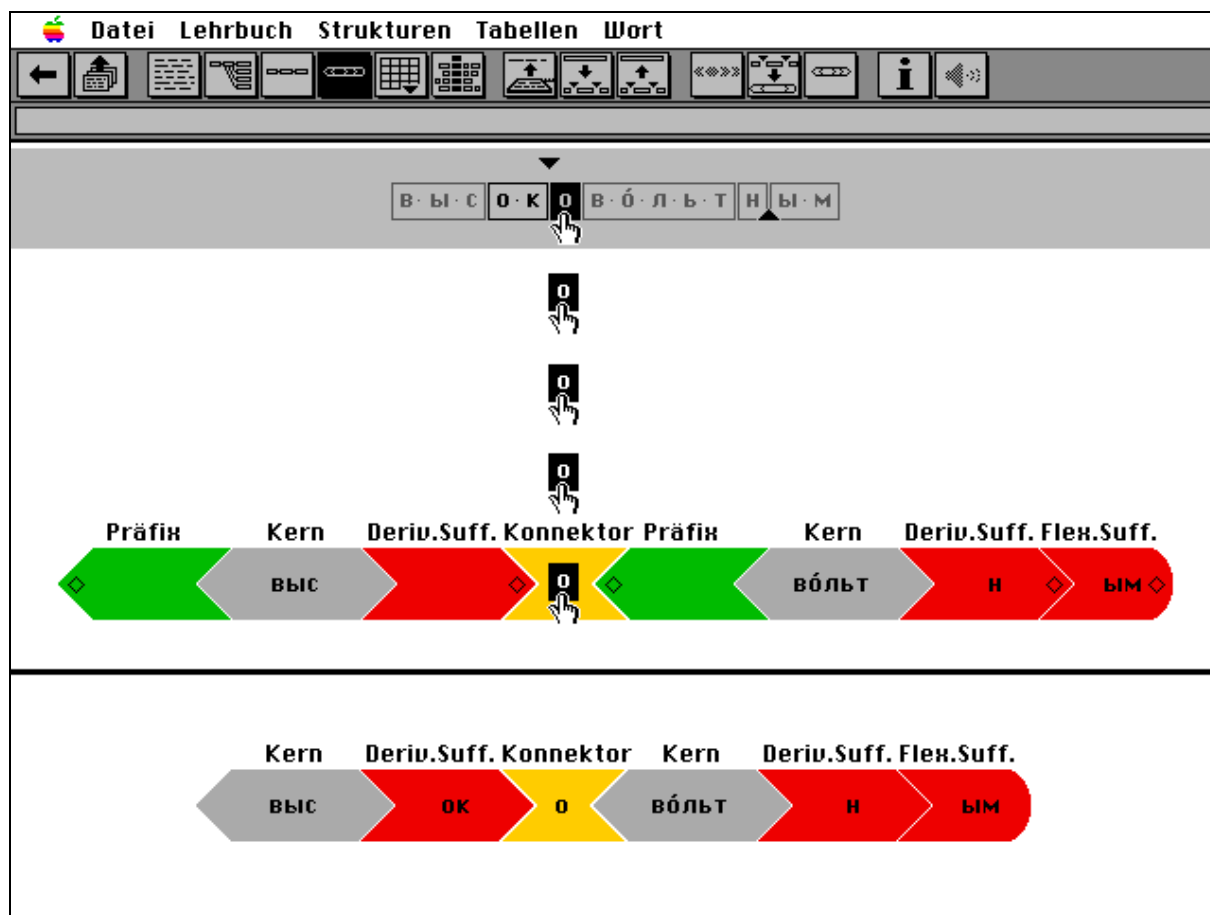 Datei Lehrbuch Strukturen Tabellen Wort
в·ы·с о·к о в·о́·л·ь·т н ы·м
о
о
о
Präfix Kern Deriv.Suff. Konnektor Präfix Kern Deriv.Suff. Flex.Suff.
выс о во́льт н ым
Kern Deriv.Suff. Konnektor Kern Deriv.Suff. Flex.Suff.
выс ок о во́льт н ым